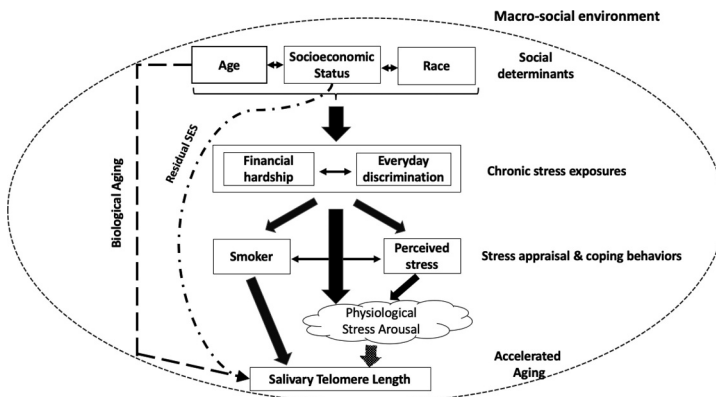 Macro-social environment
Age
Socioeconomic
Status
Race
Social
determinants
Residual SES
Biological Aging
Financial
hardship
Everyday
discrimination
Chronic stress exposures
Smoker
Perceived
stress
Stress appraisal & coping behaviors
Physiological
Stress Arousal
Salivary Telomere Length
Accelerated
Aging